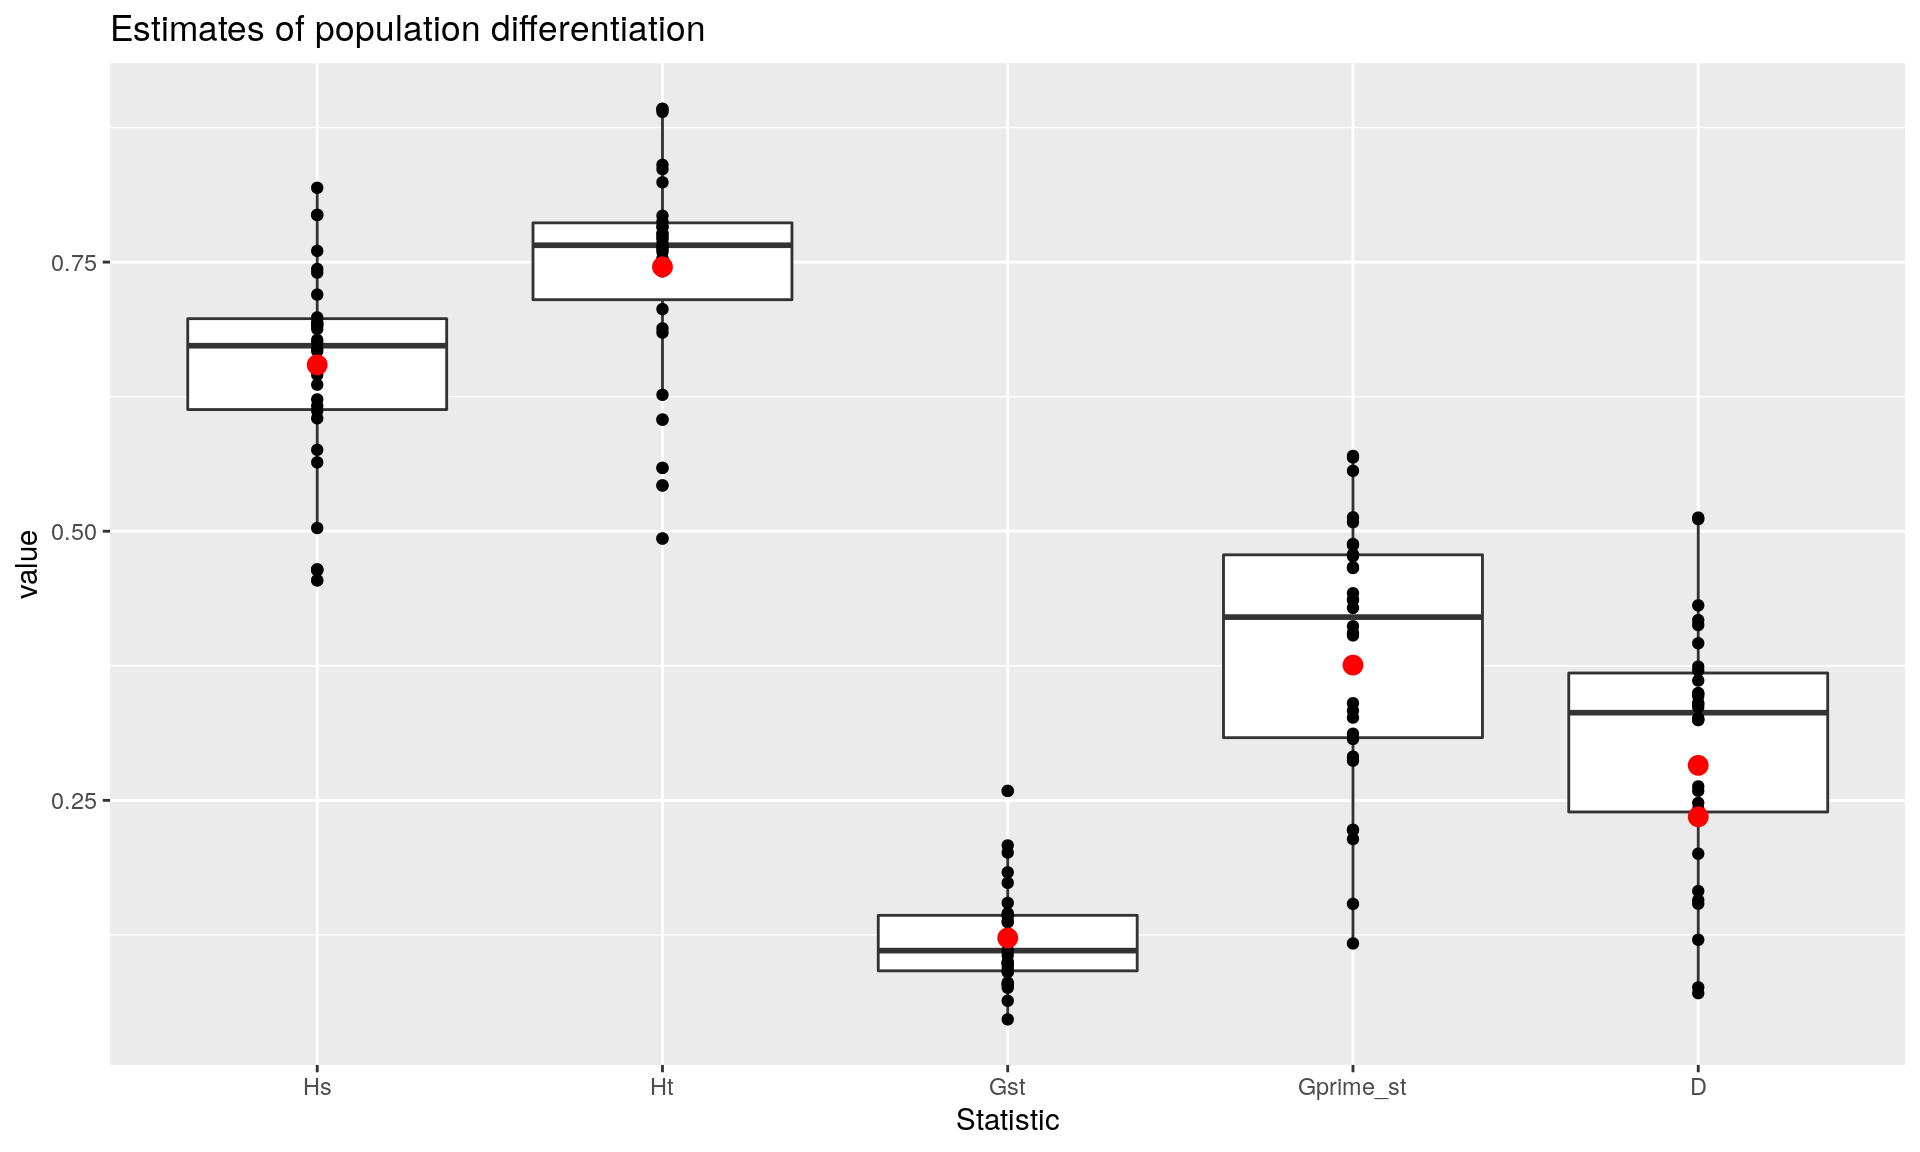 Estimates of population differentiation
value
0.75
0.50
0.25
Hs
Ht
Gst
Gprime_st
D
Statistic